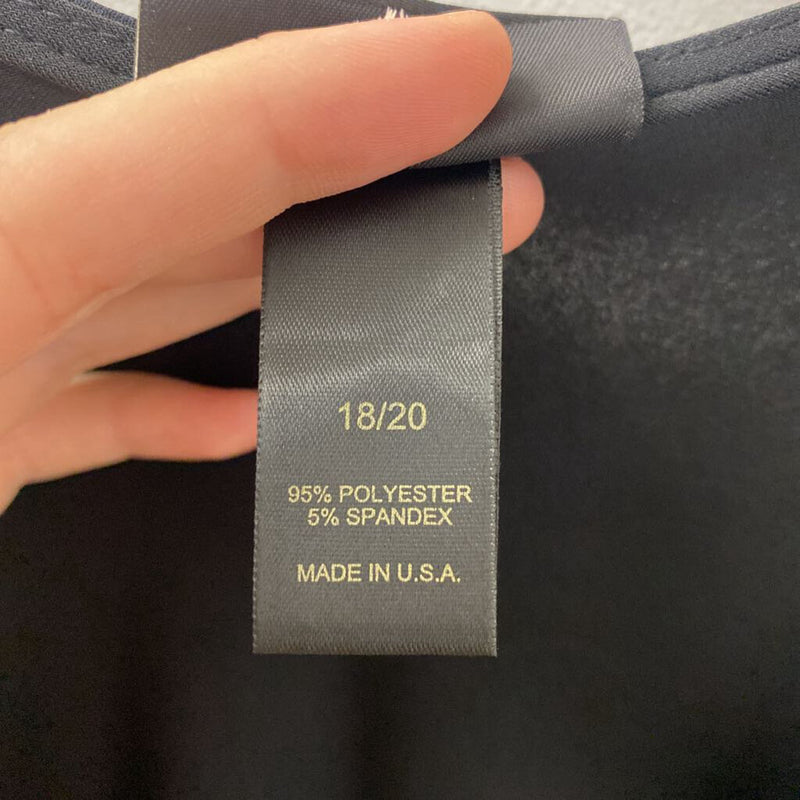 18/20
95% POLYESTER
5% SPANDEX
MADE IN U.S.A.